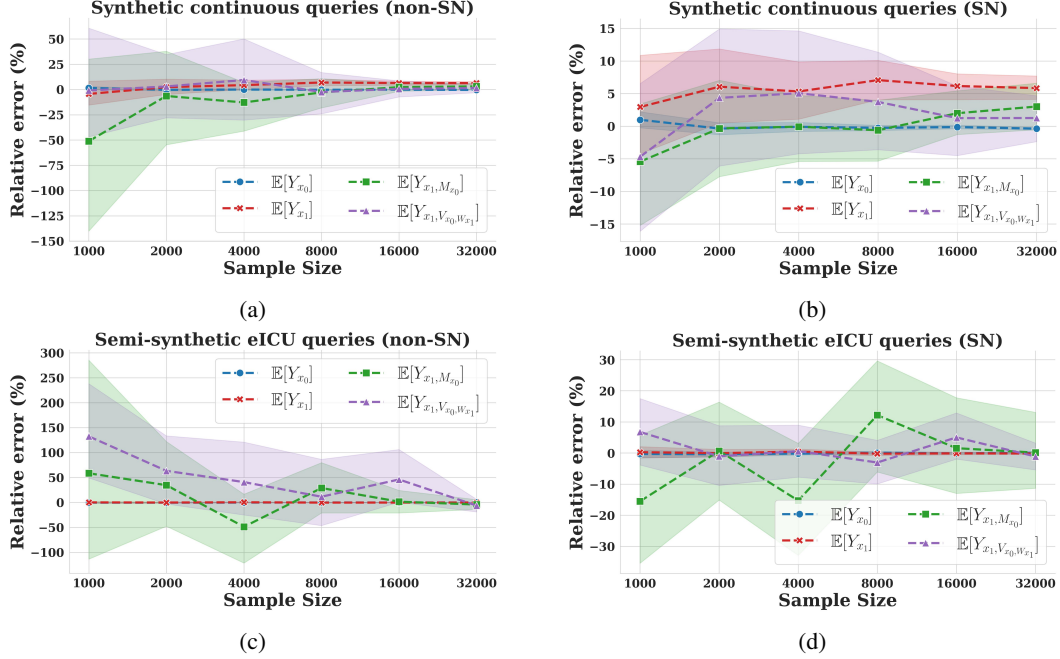 Synthetic continuous queries (non-SN)
Relative error (%)
50
25
0
−25
−50
−75
−100
−125
−150
𝔼[Y_{x_0}]
𝔼[Y_{x_1}]
𝔼[Y_{x_1,M_{x_0}}]
𝔼[Y_{x_1,V_{x_0,W_{x_1}}}]
1000 2000 4000 8000 16000 32000
Sample Size
(a)
Synthetic continuous queries (SN)
Relative error (%)
15
10
5
0
−5
−10
−15
𝔼[Y_{x_0}]
𝔼[Y_{x_1}]
𝔼[Y_{x_1,M_{x_0}}]
𝔼[Y_{x_1,V_{x_0,W_{x_1}}}]
1000 2000 4000 8000 16000 32000
Sample Size
(b)
Semi-synthetic eICU queries (non-SN)
Relative error (%)
300
250
200
150
100
50
0
−50
−100
𝔼[Y_{x_0}]
𝔼[Y_{x_1}]
𝔼[Y_{x_1,M_{x_0}}]
𝔼[Y_{x_1,V_{x_0,W_{x_1}}}]
1000 2000 4000 8000 16000 32000
Sample Size
(c)
Semi-synthetic eICU queries (SN)
Relative error (%)
30
20
10
0
−10
−20
−30
𝔼[Y_{x_0}]
𝔼[Y_{x_1}]
𝔼[Y_{x_1,M_{x_0}}]
𝔼[Y_{x_1,V_{x_0,W_{x_1}}}]
1000 2000 4000 8000 16000 32000
Sample Size
(d)